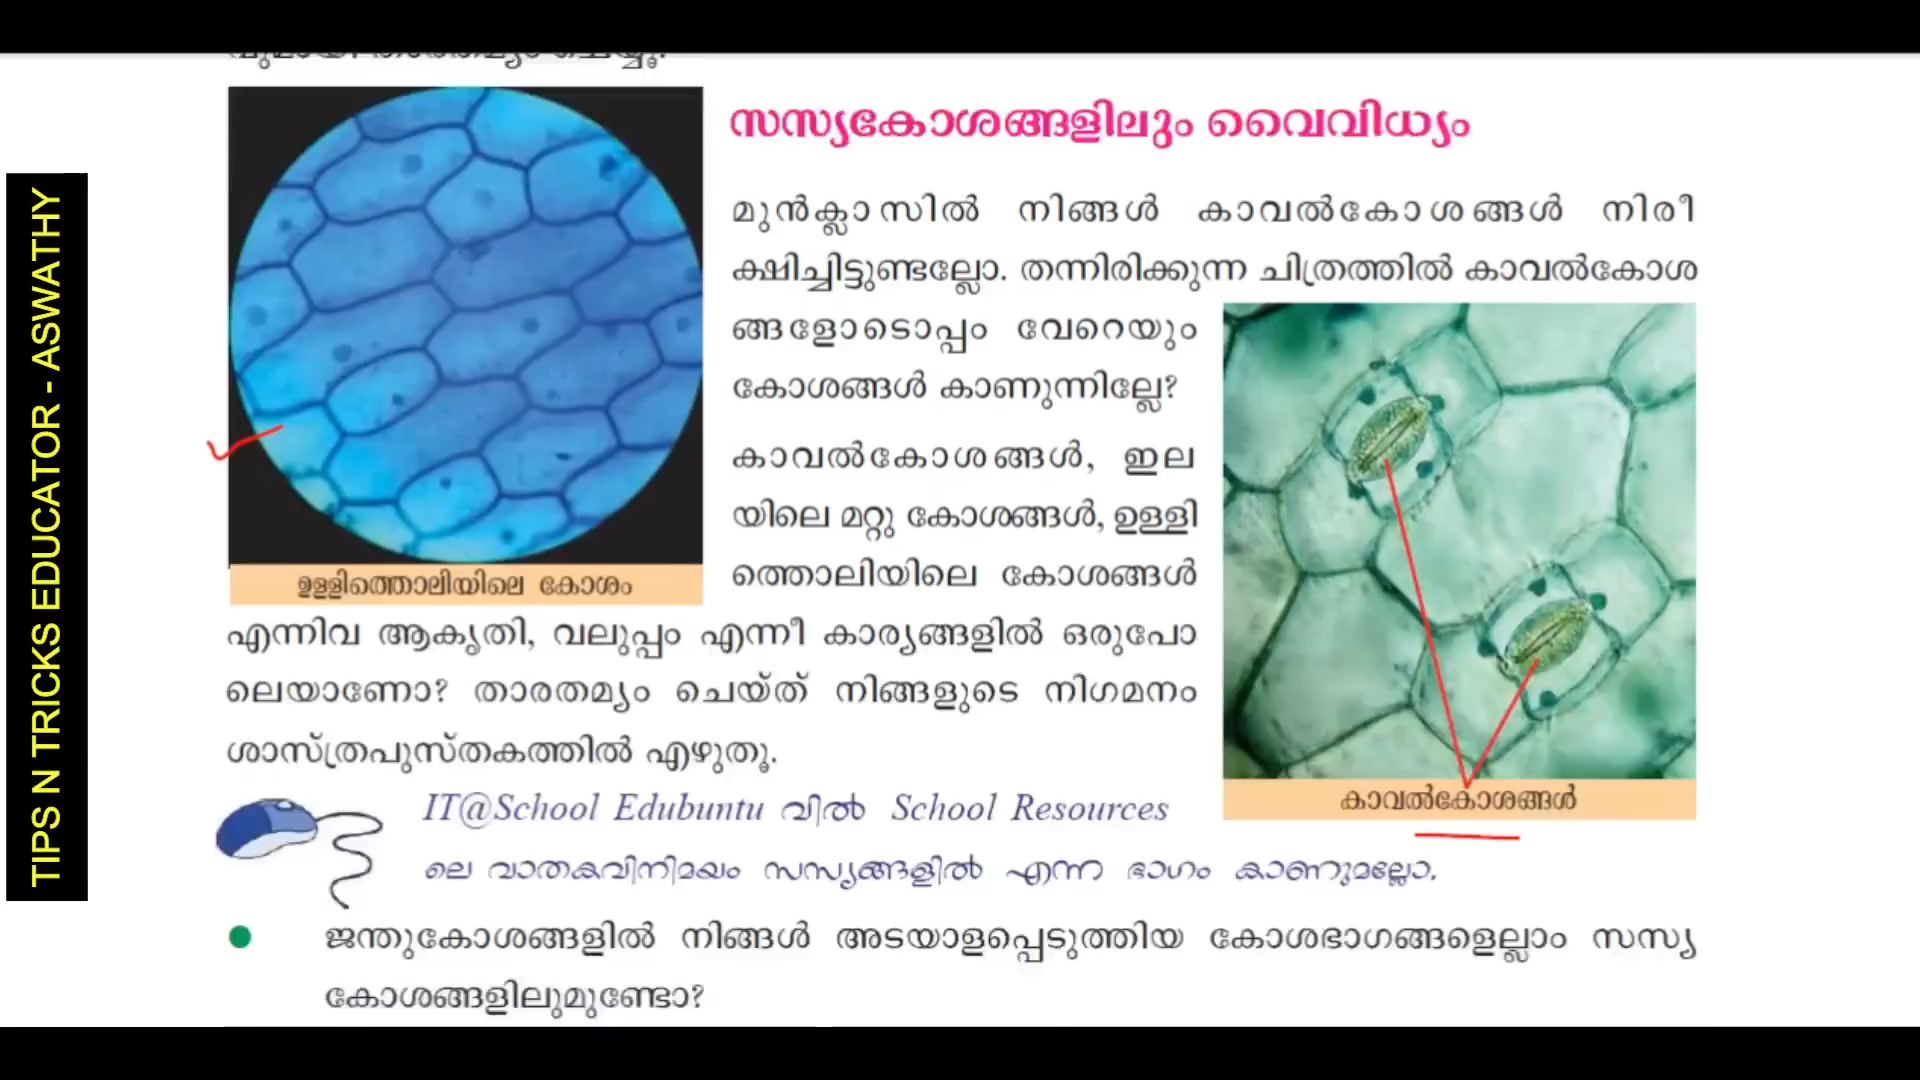 TIPS N TRICKS EDUCATOR - ASWATHY
താരതമ്യം ചെയ്യൂ.
സസ്യകോശങ്ങളിലും വൈവിധ്യം
മുൻക്ലാസിൽ നിങ്ങൾ കാവൽകോശങ്ങൾ നിരീ
ക്ഷിച്ചിട്ടുണ്ടല്ലോ. തന്നിരിക്കുന്ന ചിത്രത്തിൽ കാവൽകോശ
ങ്ങളോടൊപ്പം വേറെയും
കോശങ്ങൾ കാണുന്നില്ലേ?
കാവൽകോശങ്ങൾ, ഇല
യിലെ മറ്റു കോശങ്ങൾ, ഉള്ളി
ത്തൊലിയിലെ കോശങ്ങൾ
എന്നിവ ആകൃതി, വലുപ്പം എന്നീ കാര്യങ്ങളിൽ ഒരുപോ
ലെയാണോ? താരതമ്യം ചെയ്ത് നിങ്ങളുടെ നിഗമനം
ശാസ്ത്രപുസ്തകത്തിൽ എഴുതൂ.
ഉള്ളിത്തൊലിയിലെ കോശം
കാവൽകോശങ്ങൾ
IT@School Edubuntu വിൽ School Resources
ലെ വാതകവിനിമയം സസ്യങ്ങളിൽ എന്ന ഭാഗം കാണുമല്ലോ.
ജന്തുകോശങ്ങളിൽ നിങ്ങൾ അടയാളപ്പെടുത്തിയ കോശഭാഗങ്ങളെല്ലാം സസ്യ
കോശങ്ങളിലുമുണ്ടോ?